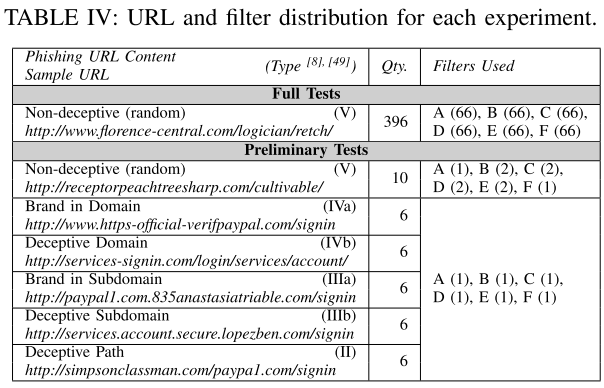 TABLE IV: URL and filter distribution for each experiment.
Phishing URL Content
Sample URL (Type [8], [49]) Qty. Filters Used
Full Tests
Non-deceptive (random) (V)
http://www.florence-central.com/logician/retch/
396
A (66), B (66), C (66),
D (66), E (66), F (66)
Preliminary Tests
Non-deceptive (random) (V)
http://receptorpeachtreesharp.com/cultivable/
10
A (1), B (2), C (2),
D (2), E (2), F (1)
Brand in Domain (IVa)
http://www.https-official-verifpaypal.com/signin
6
Deceptive Domain (IVb)
http://services-signin.com/login/services/account/
6
Brand in Subdomain (IIIa)
http://paypal1.com.835anastasiatriable.com/signin
6
Deceptive Subdomain (IIIb)
http://services.account.secure.lopezben.com/signin
6
Deceptive Path (II)
http://simpsonclassman.com/paypa1.com/signin
6
A (1), B (1), C (1),
D (1), E (1), F (1)